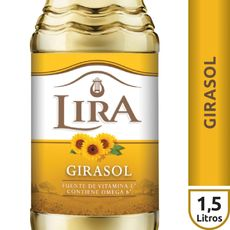 LIRA
GIRASOL
FUENTE DE VITAMINA E*
CONTIENE OMEGA 6*
GIRASOL
1,5
Litros